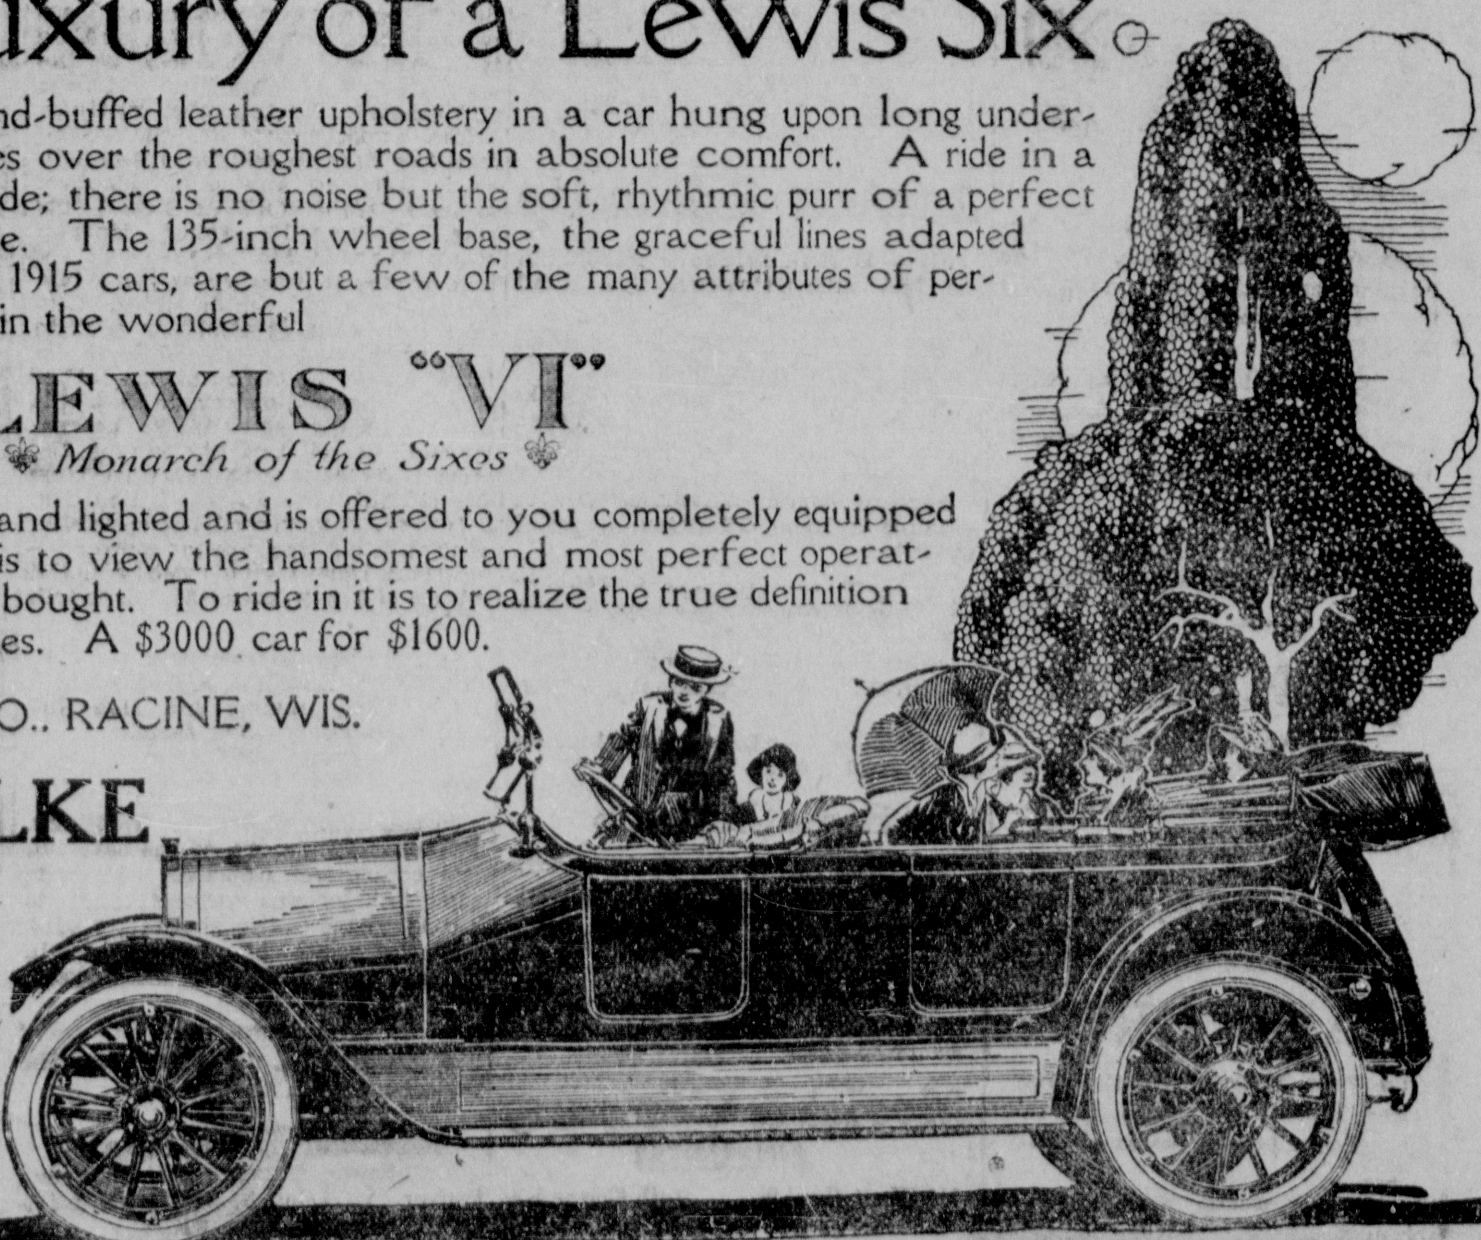 uxury of a Lewis Six
nd-buffed leather upholstery in a car hung upon long under-
es over the roughest roads in absolute comfort. A ride in a
de; there is no noise but the soft, rhythmic purr of a perfect
e. The 135-inch wheel base, the graceful lines adapted
1915 cars, are but a few of the many attributes of per-
in the wonderful
LEWIS "VI"
Monarch of the Sixes
and lighted and is offered to you completely equipped
is to view the handsomest and most perfect operat-
bought. To ride in it is to realize the true definition
es. A $3000 car for $1600.
O., RACINE, WIS.
LKE